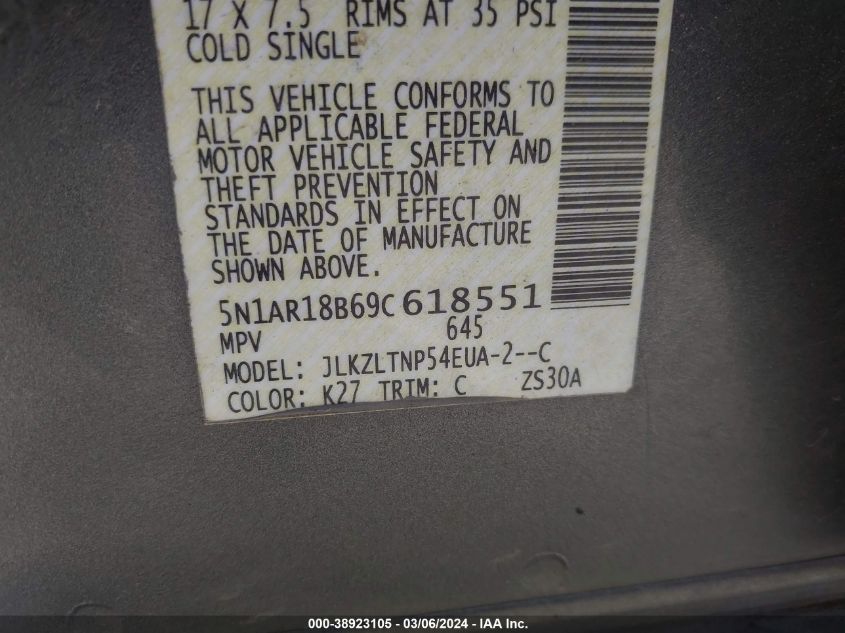 17 X 7.5 RIMS AT 35 PSI
COLD SINGLE
THIS VEHICLE CONFORMS TO
ALL APPLICABLE FEDERAL
MOTOR VEHICLE SAFETY AND
THEFT PREVENTION
STANDARDS IN EFFECT ON
THE DATE OF MANUFACTURE
SHOWN ABOVE.
5N1AR18B69C618551
MPV 645
MODEL: JLKZLTNP54EUA-2--C
COLOR: K27 TRIM: C ZS30A
000-38923105 - 03/06/2024 - IAA Inc.